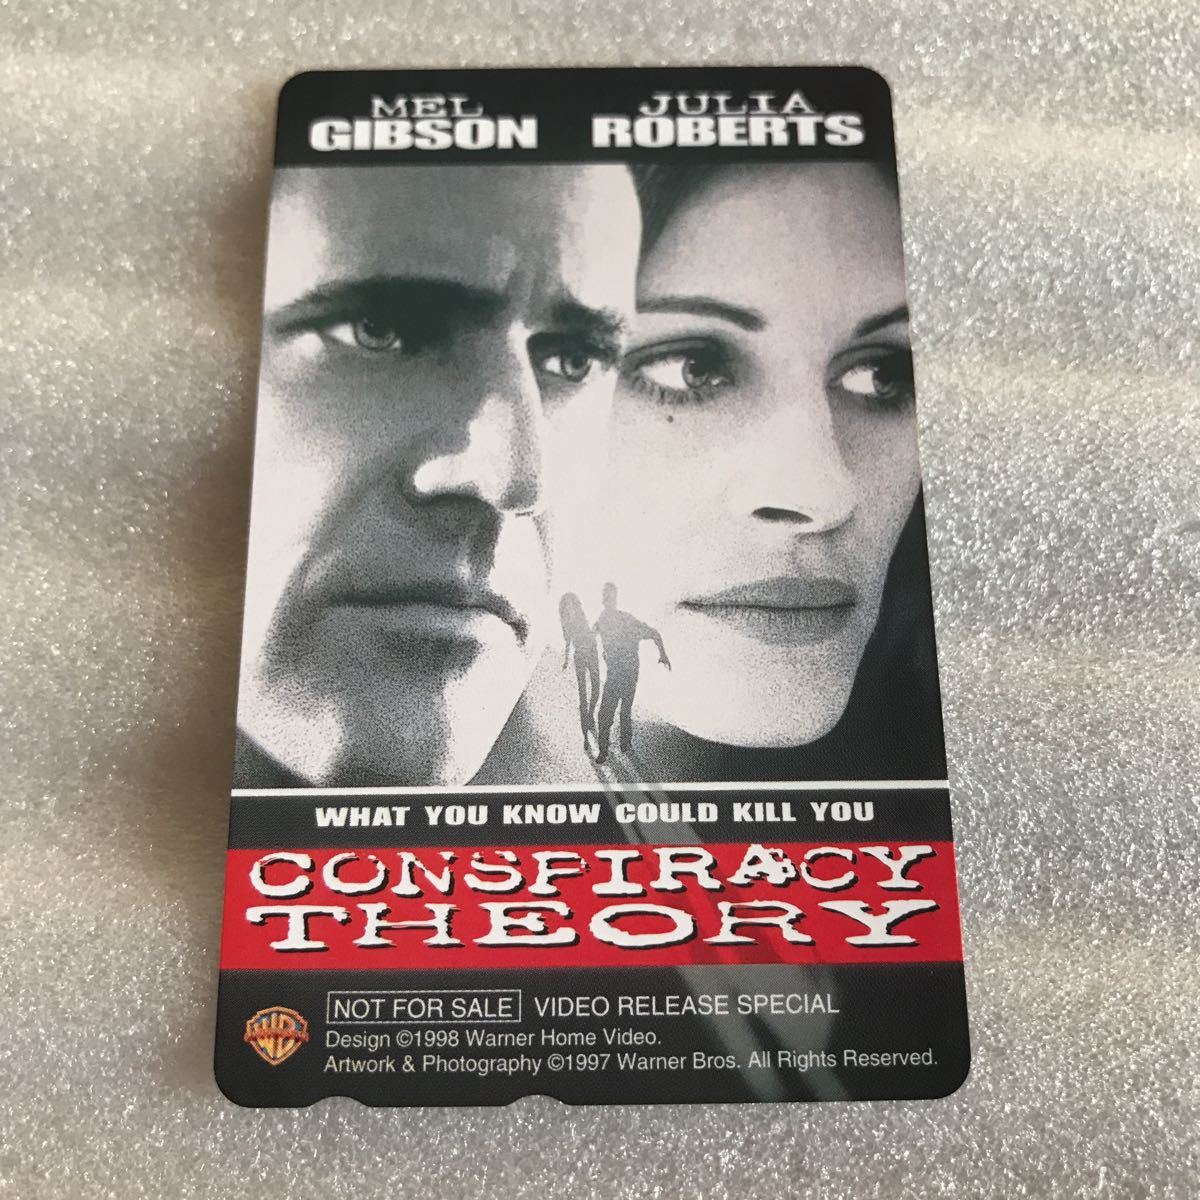 MEL JULIA
GIBSON ROBERTS
WHAT YOU KNOW COULD KILL YOU
CONSPIRACY
THEORY
NOT FOR SALE VIDEO RELEASE SPECIAL
Design ©1998 Warner Home Video.
Artwork & Photography ©1997 Warner Bros. All Rights Reserved.
WB